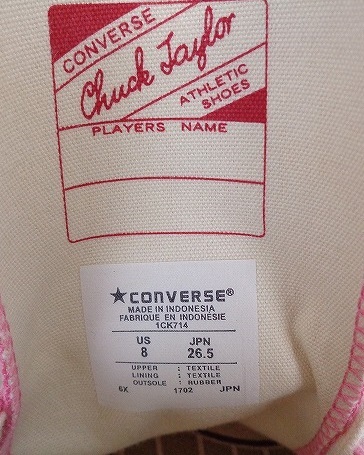 CONVERSE
Chuck Taylor
ATHLETIC
SHOES
PLAYERS NAME
★CONVERSE®
MADE IN INDONESIA
FABRIQUE EN INDONESIE
1CK714
US JPN
8 26.5
UPPER : TEXTILE
LINING : TEXTILE
OUTSOLE : RUBBER
6X 1702 JPN